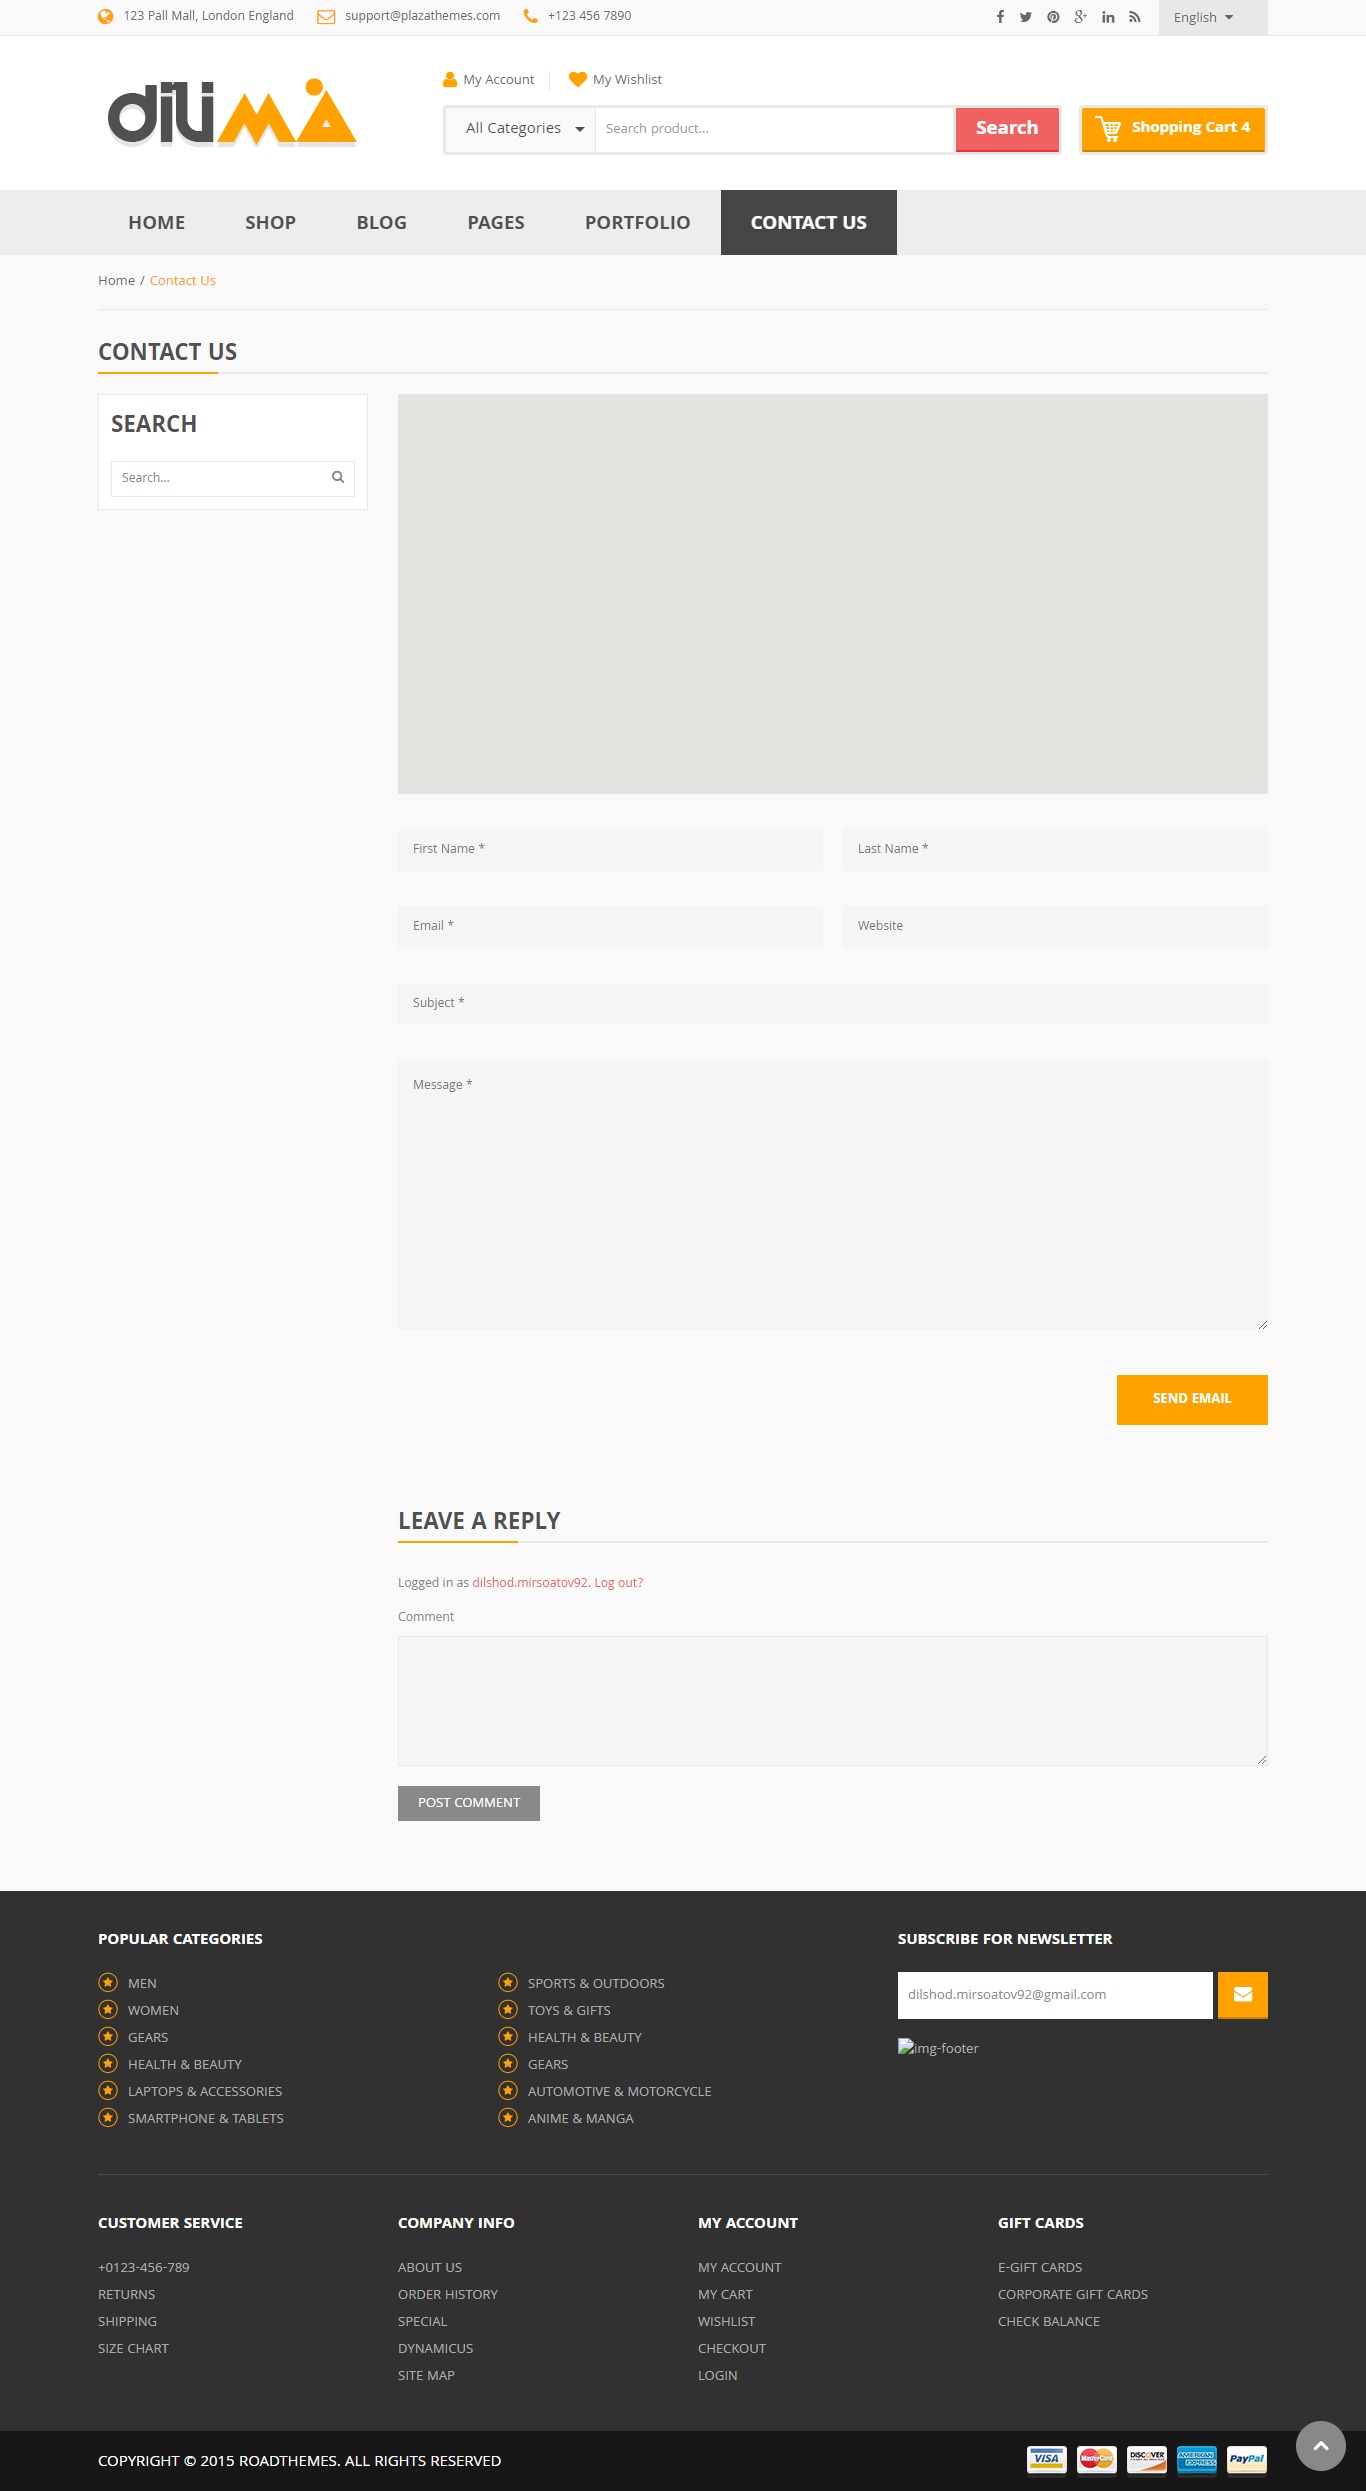 123 Pall Mall, London England support@plazathemes.com +123 456 7890 English
diliMA
My Account My Wishlist
All Categories Search product... Search Shopping Cart 4
HOME SHOP BLOG PAGES PORTFOLIO CONTACT US
Home / Contact Us
CONTACT US
SEARCH
Search...
First Name * Last Name *
Email * Website
Subject *
Message *
SEND EMAIL
LEAVE A REPLY
Logged in as dilshod.mirsoatov92. Log out?
Comment
POST COMMENT
POPULAR CATEGORIES
MEN
WOMEN
GEARS
HEALTH & BEAUTY
LAPTOPS & ACCESSORIES
SMARTPHONE & TABLETS
SPORTS & OUTDOORS
TOYS & GIFTS
HEALTH & BEAUTY
GEARS
AUTOMOTIVE & MOTORCYCLE
ANIME & MANGA
SUBSCRIBE FOR NEWSLETTER
dilshod.mirsoatov92@gmail.com
img-footer
CUSTOMER SERVICE
+0123-456-789
RETURNS
SHIPPING
SIZE CHART
COMPANY INFO
ABOUT US
ORDER HISTORY
SPECIAL
DYNAMICUS
SITE MAP
MY ACCOUNT
MY ACCOUNT
MY CART
WISHLIST
CHECKOUT
LOGIN
GIFT CARDS
E-GIFT CARDS
CORPORATE GIFT CARDS
CHECK BALANCE
COPYRIGHT © 2015 ROADTHEMES. ALL RIGHTS RESERVED
VISA MasterCard DISCOVER AMERICAN EXPRESS PayPal